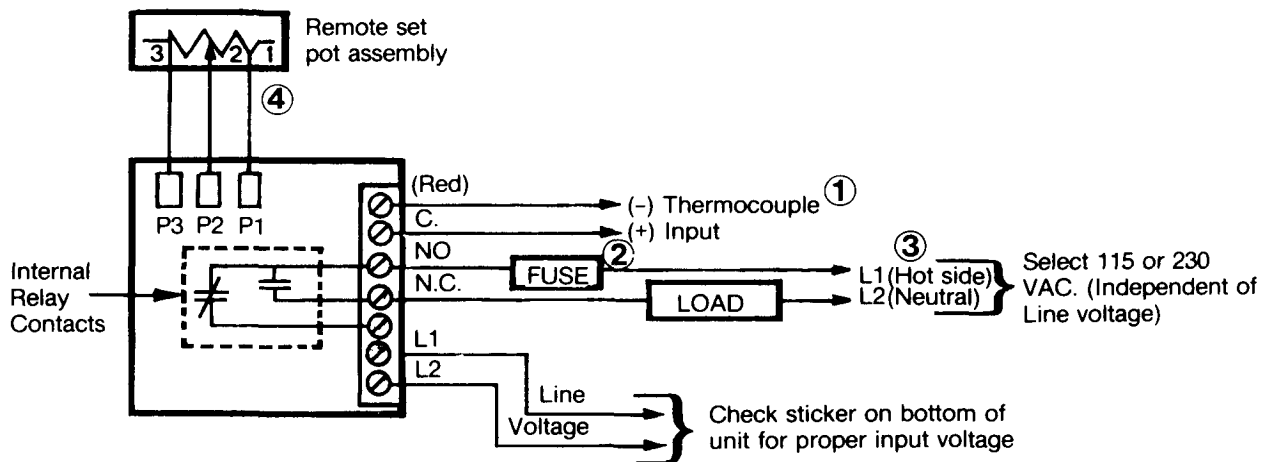 Remote set
pot assembly
3 2 1
④
P3 P2 P1
(Red)
C.
NO
N.C.
L1
L2
(-) Thermocouple ①
(+) Input
②
FUSE
LOAD
③
L1(Hot side)
L2(Neutral)
Select 115 or 230
VAC. (Independent of
Line voltage)
Internal
Relay
Contacts
Line
Voltage
Check sticker on bottom of
unit for proper input voltage